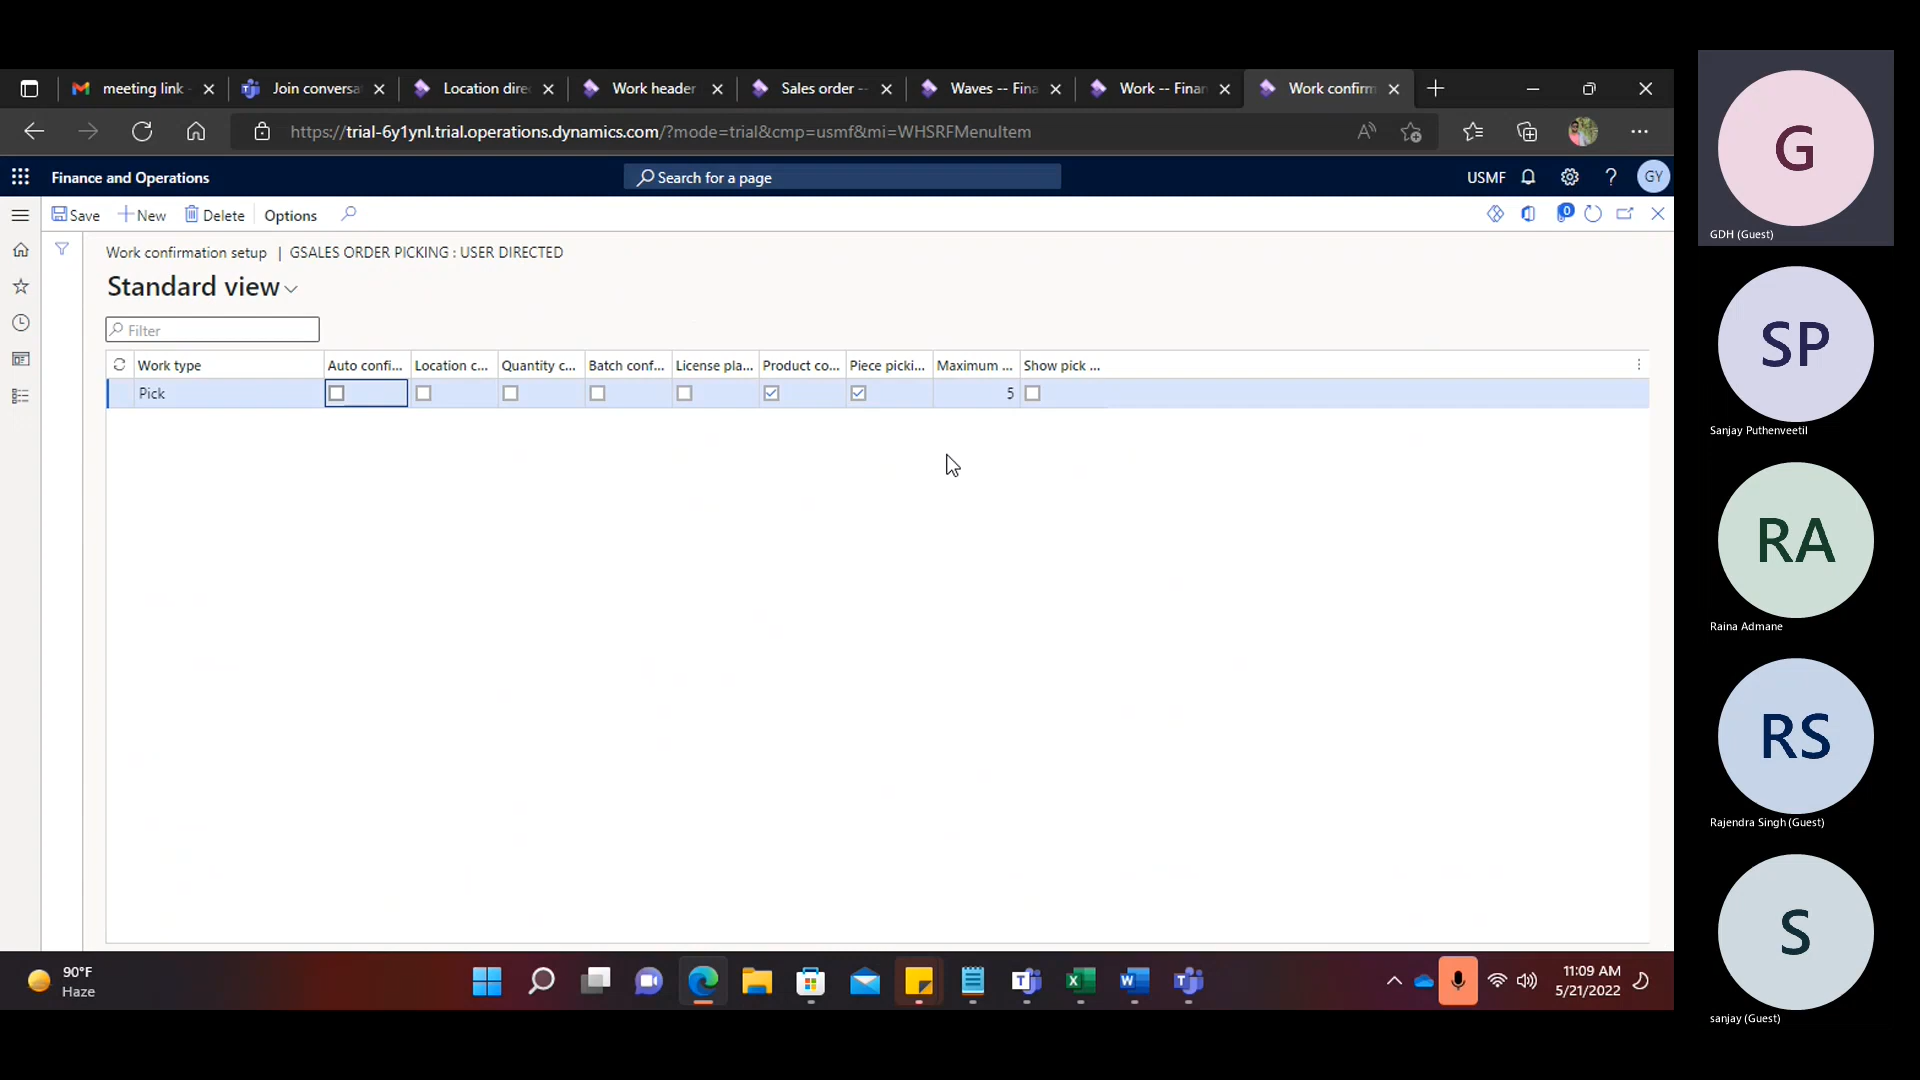 meeting link -
Join conversa
Location dire
Work header
Sales order --
Waves -- Fina
Work -- Finan
Work confirm
https://trial-6y1ynl.trial.operations.dynamics.com/?mode=trial&cmp=usmf&mi=WHSRFMenuItem
Finance and Operations
Search for a page
USMF
GY
Save
New
Delete
Options
0
Work confirmation setup | GSALES ORDER PICKING : USER DIRECTED
Standard view
Filter
Work type
Auto confi...
Location c...
Quantity c...
Batch conf...
License pla...
Product co...
Piece picki...
Maximum ...
Show pick ...
Pick
5
90°F
Haze
11:09 AM
5/21/2022
G
GDH (Guest)
SP
Sanjay Puthenveetil
RA
Raina Admane
RS
Rajendra Singh (Guest)
S
sanjay (Guest)